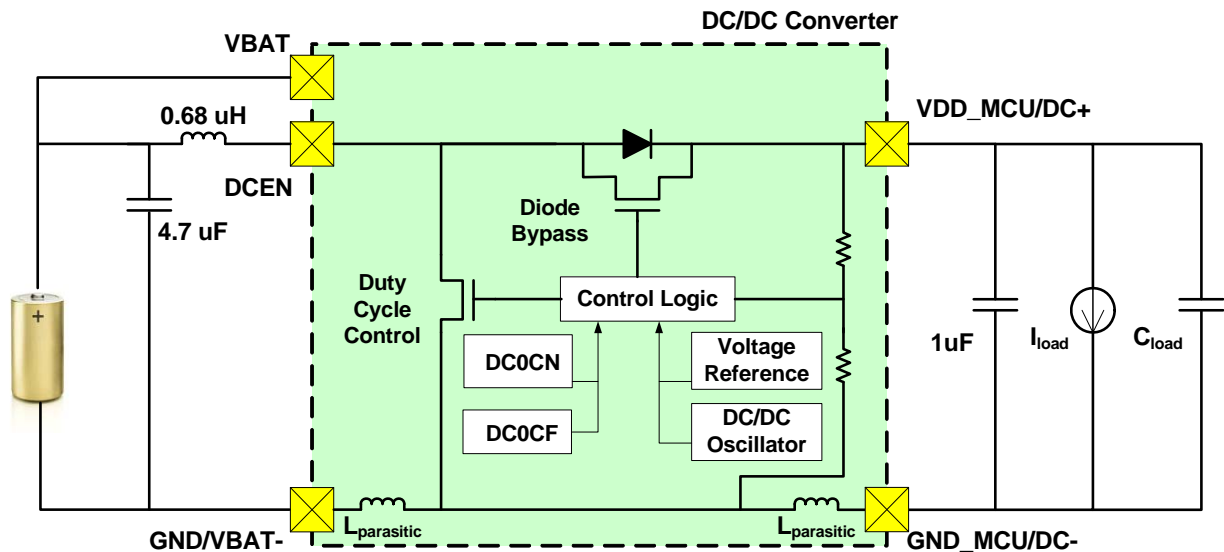 DC/DC Converter
VBAT
0.68 uH
VDD_MCU/DC+
DCEN
4.7 uF
Diode
Bypass
Duty
Cycle
Control
Control Logic
+
DC0CN
Voltage
Reference
1uF
Iload
Cload
DC0CF
DC/DC
Oscillator
Lparasitic
Lparasitic
GND/VBAT-
GND_MCU/DC-